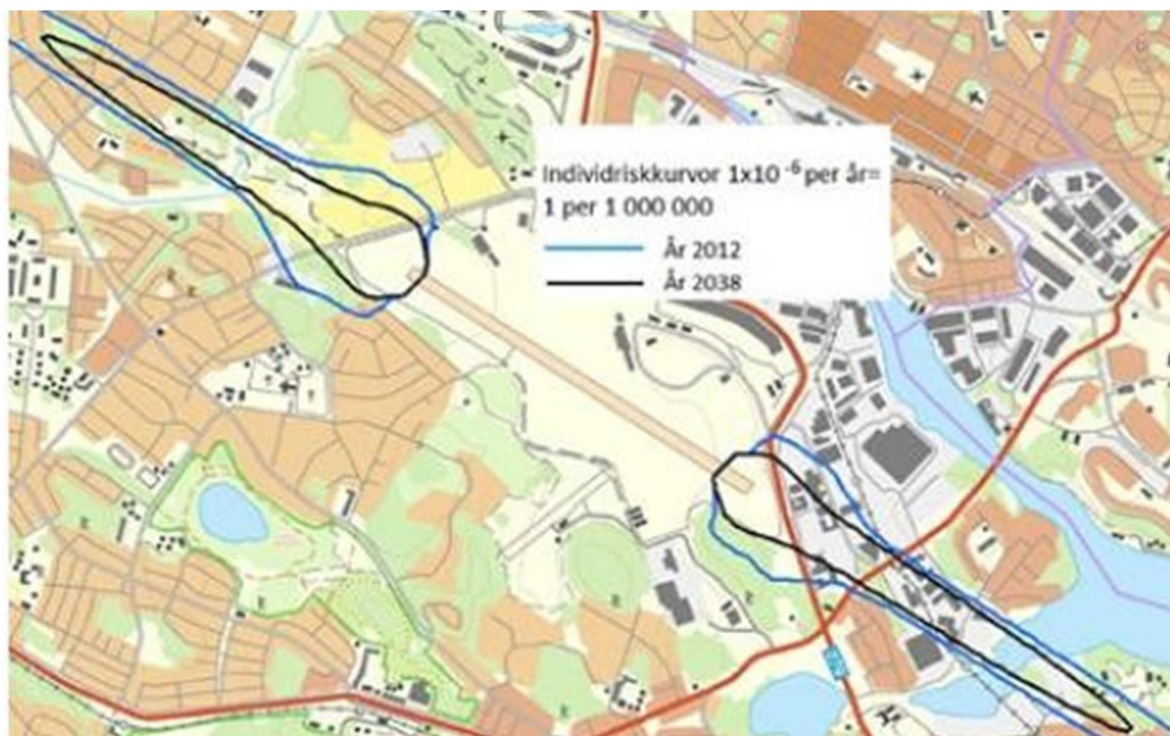 Individriskkurvor 1x10 ⁻⁶ per år=
1 per 1 000 000
År 2012
År 2038